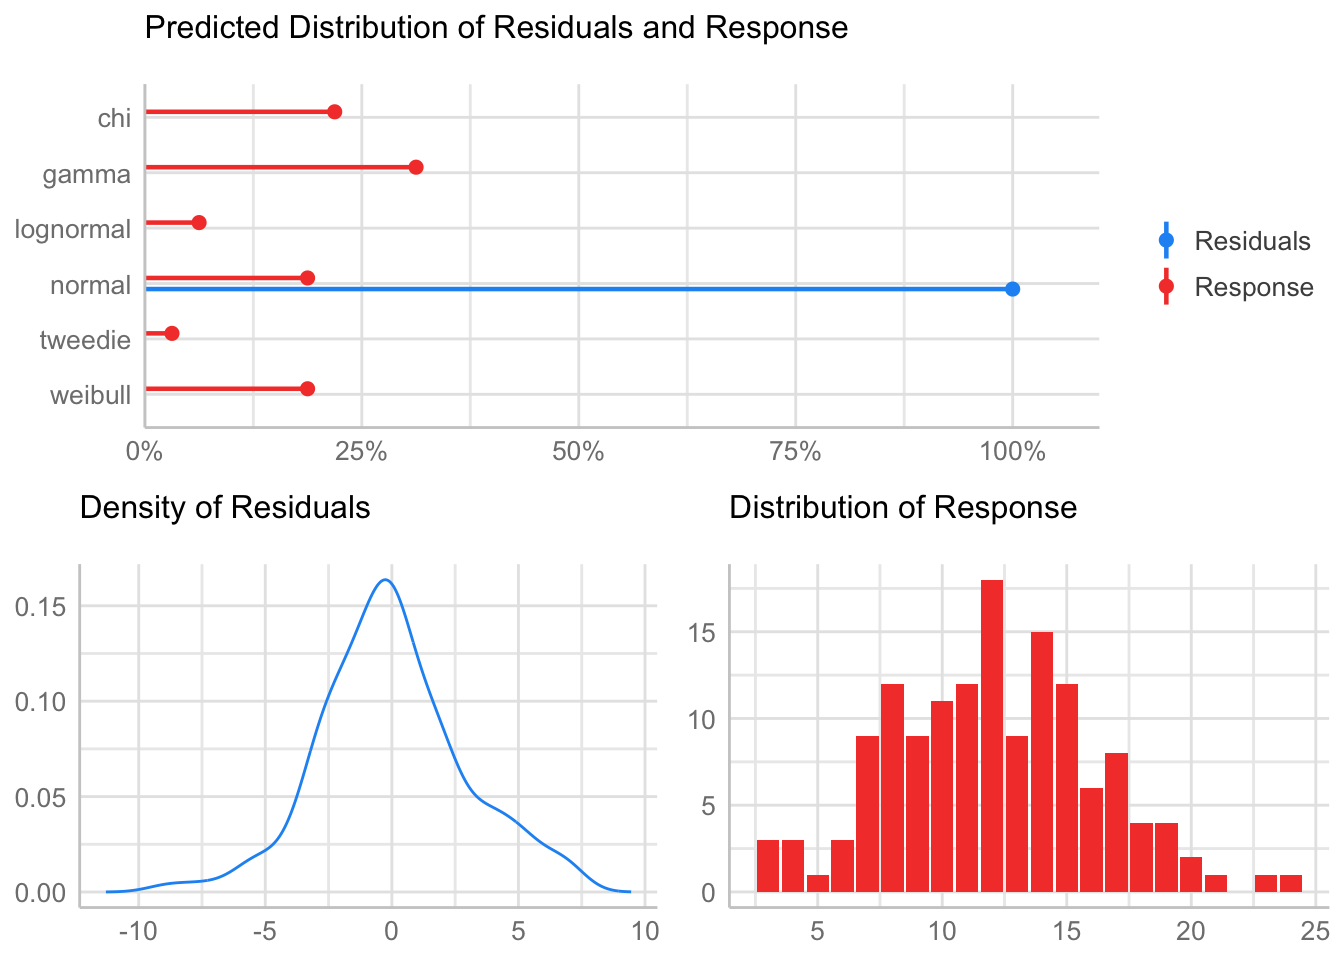 Predicted Distribution of Residuals and Response
chi
gamma
lognormal
normal
tweedie
weibull
0% 25% 50% 75% 100%
Residuals
Response
Density of Residuals
0.15
0.10
0.05
0.00
-10 -5 0 5 10
Distribution of Response
15
10
5
0
5 10 15 20 25